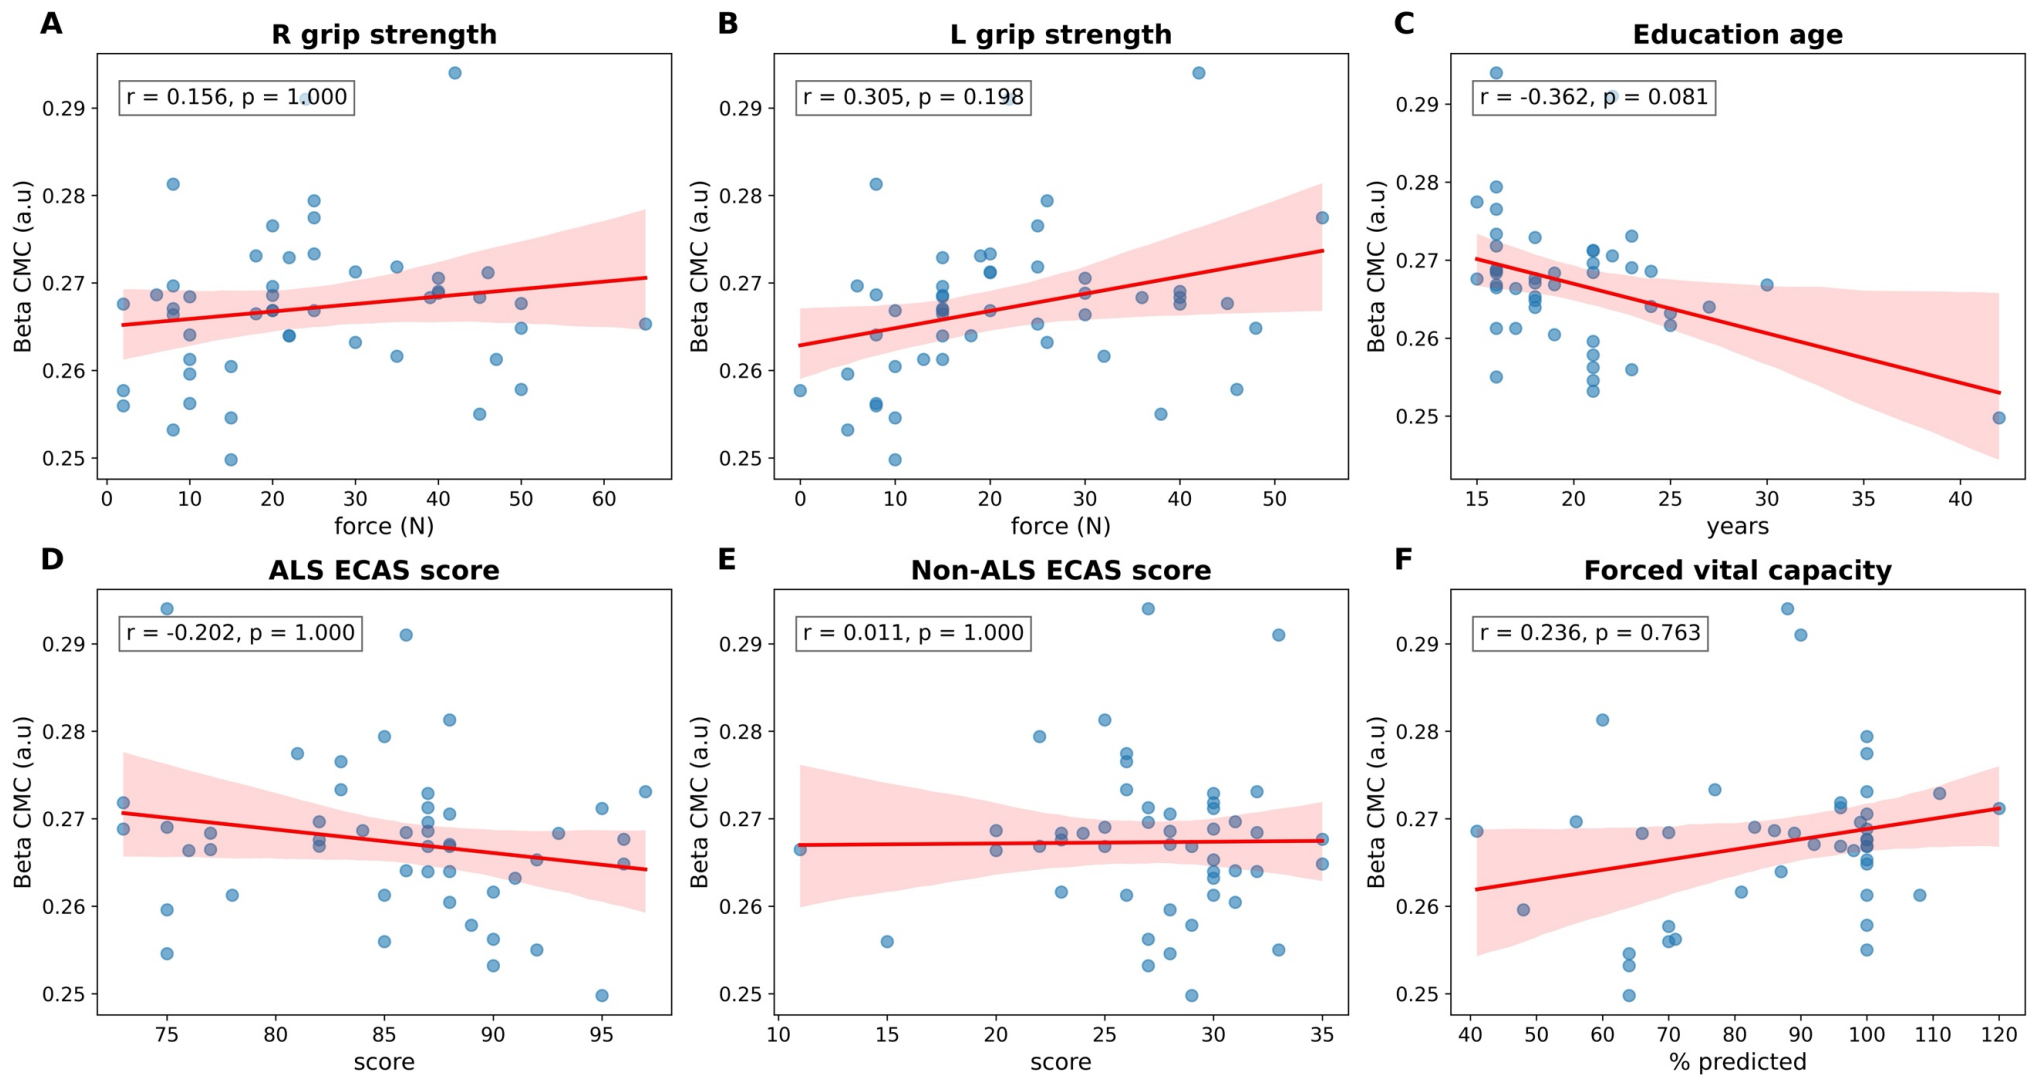 A
R grip strength
r = 0.156, p = 1.000
Beta CMC (a.u)
0.29
0.28
0.27
0.26
0.25
0 10 20 30 40 50 60
force (N)
B
L grip strength
r = 0.305, p = 0.198
Beta CMC (a.u)
0.29
0.28
0.27
0.26
0.25
0 10 20 30 40 50
force (N)
C
Education age
r = -0.362, p = 0.081
Beta CMC (a.u)
0.29
0.28
0.27
0.26
0.25
15 20 25 30 35 40
years
D
ALS ECAS score
r = -0.202, p = 1.000
Beta CMC (a.u)
0.29
0.28
0.27
0.26
0.25
75 80 85 90 95
score
E
Non-ALS ECAS score
r = 0.011, p = 1.000
Beta CMC (a.u)
0.29
0.28
0.27
0.26
0.25
10 15 20 25 30 35
score
F
Forced vital capacity
r = 0.236, p = 0.763
Beta CMC (a.u)
0.29
0.28
0.27
0.26
0.25
40 50 60 70 80 90 100 110 120
% predicted